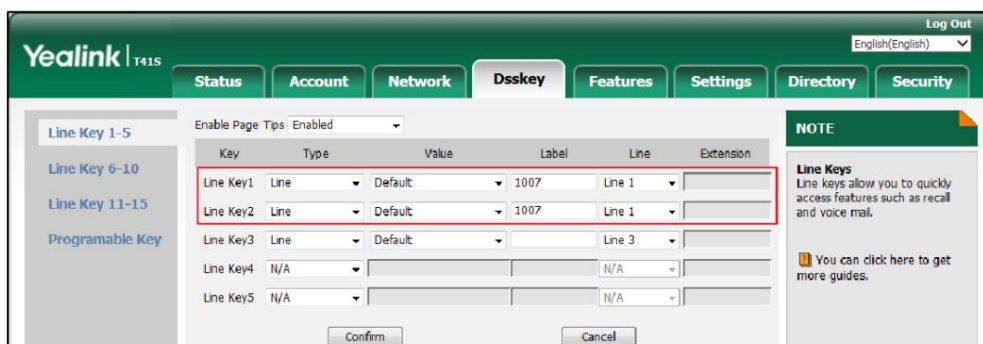 Log Out
Yealink T41S
English(English)
Status Account Network Dsskey Features Settings Directory Security
Line Key 1-5
Line Key 6-10
Line Key 11-15
Programable Key
Enable Page Tips Enabled
Key Type Value Label Line Extension
Line Key1 Line Default 1007 Line 1
Line Key2 Line Default 1007 Line 1
Line Key3 Line Default Line 3
Line Key4 N/A N/A
Line Key5 N/A N/A
Confirm Cancel
NOTE
Line Keys
Line keys allow you to quickly
access features such as recall
and voice mail.
You can click here to get
more guides.